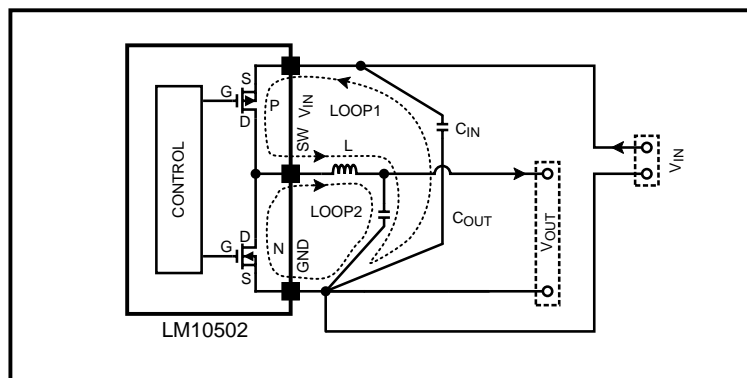 S
G
D
P
V_IN
SW
LOOP1
C_IN
L
CONTROL
LOOP2
C_OUT
V_OUT
V_IN
D
G
S
N
GND
LM10502